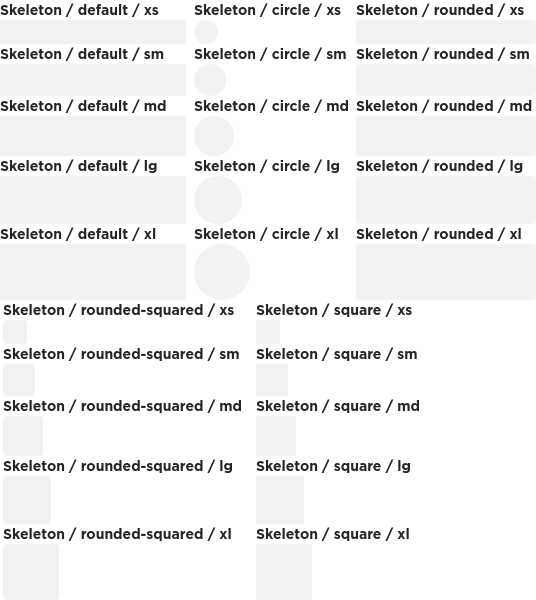 Skeleton / default / xs
Skeleton / circle / xs
Skeleton / rounded / xs
Skeleton / default / sm
Skeleton / circle / sm
Skeleton / rounded / sm
Skeleton / default / md
Skeleton / circle / md
Skeleton / rounded / md
Skeleton / default / lg
Skeleton / circle / lg
Skeleton / rounded / lg
Skeleton / default / xl
Skeleton / circle / xl
Skeleton / rounded / xl
Skeleton / rounded-squared / xs
Skeleton / square / xs
Skeleton / rounded-squared / sm
Skeleton / square / sm
Skeleton / rounded-squared / md
Skeleton / square / md
Skeleton / rounded-squared / lg
Skeleton / square / lg
Skeleton / rounded-squared / xl
Skeleton / square / xl